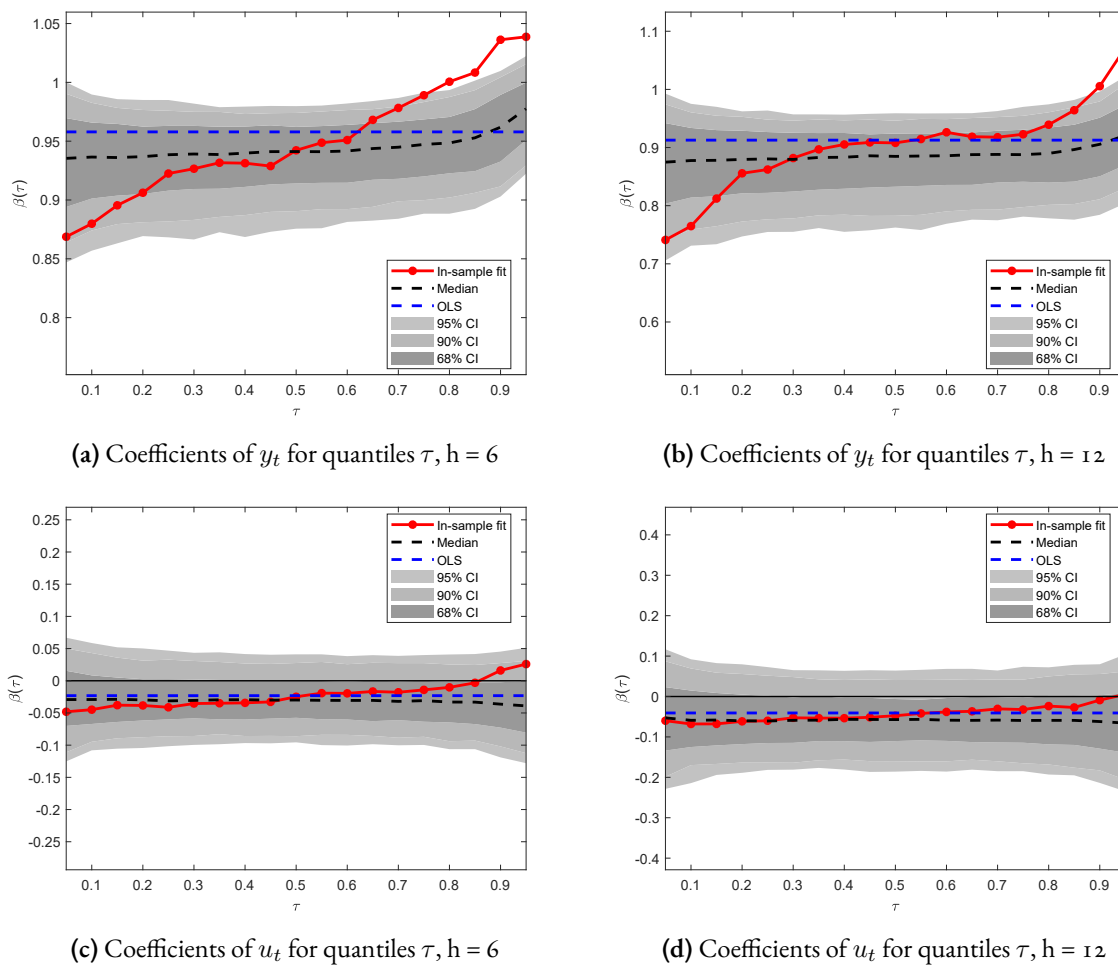 1.05
1
0.95
0.9
0.85
0.8
β(τ)
In-sample fit
Median
OLS
95% CI
90% CI
68% CI
0.1 0.2 0.3 0.4 0.5 0.6 0.7 0.8 0.9
τ
(a) Coefficients of y_t for quantiles τ, h = 6
1.1
1
0.9
0.8
0.7
0.6
β(τ)
In-sample fit
Median
OLS
95% CI
90% CI
68% CI
0.1 0.2 0.3 0.4 0.5 0.6 0.7 0.8 0.9
τ
(b) Coefficients of y_t for quantiles τ, h = 12
0.25
0.2
0.15
0.1
0.05
0
-0.05
-0.1
-0.15
-0.2
-0.25
β(τ)
In-sample fit
Median
OLS
95% CI
90% CI
68% CI
0.1 0.2 0.3 0.4 0.5 0.6 0.7 0.8 0.9
τ
(c) Coefficients of u_t for quantiles τ, h = 6
0.4
0.3
0.2
0.1
0
-0.1
-0.2
-0.3
-0.4
β(τ)
In-sample fit
Median
OLS
95% CI
90% CI
68% CI
0.1 0.2 0.3 0.4 0.5 0.6 0.7 0.8 0.9
τ
(d) Coefficients of u_t for quantiles τ, h = 12